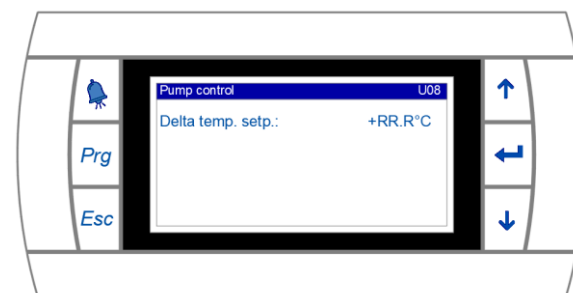 Pump control U08
Delta temp. setp.: +RR.R°C
Prg
Esc